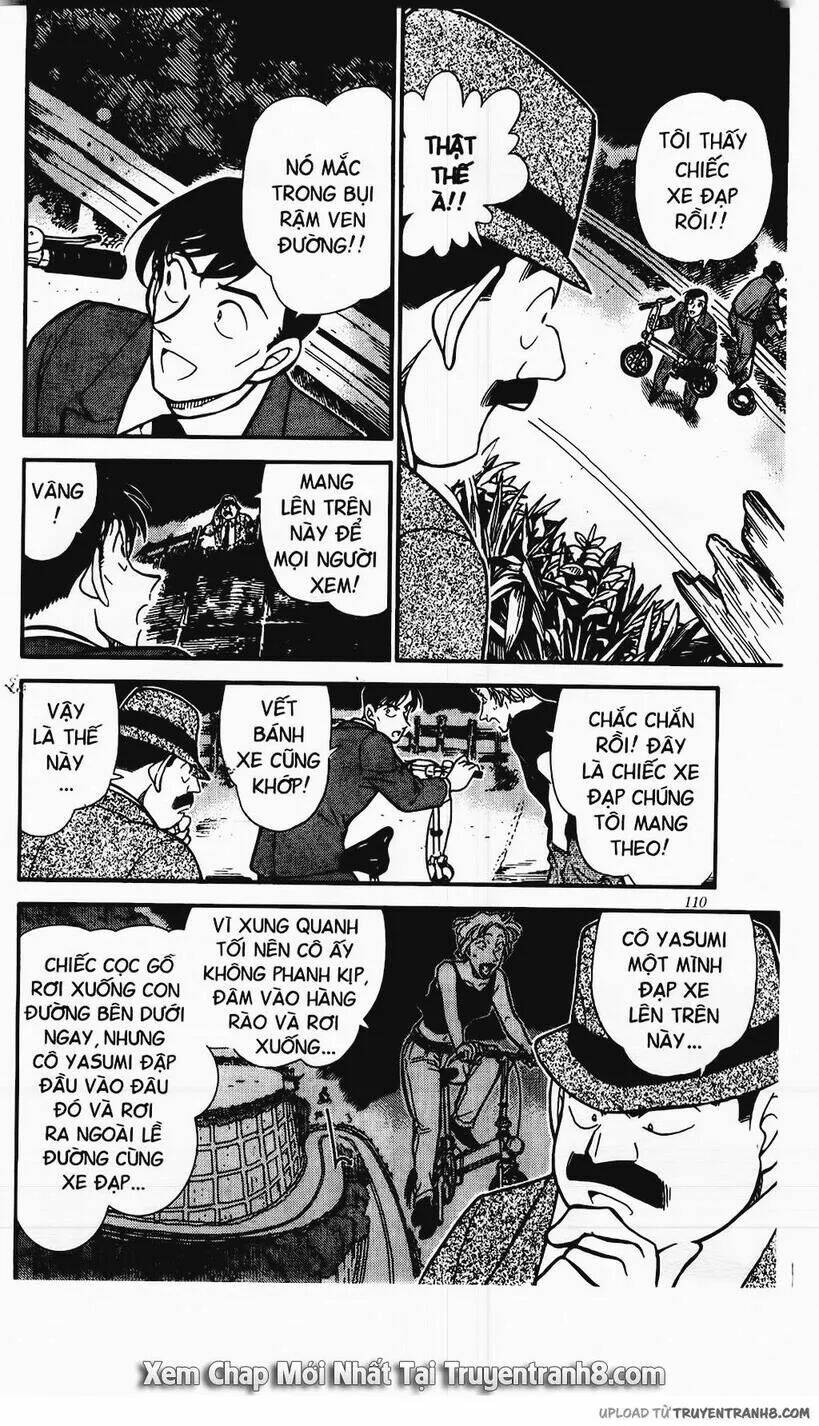 TÔI THẤY
CHIẾC
XE ĐẠP
RỒI!!
THẬT
THẾ
À!!
NÓ MẮC
TRONG BỤI
RẬM VEN
ĐƯỜNG!!
MANG
LÊN TRÊN
NÀY ĐỂ
MỌI NGƯỜI
XEM!
VÂNG
!
CHẮC CHẮN
RỒI! ĐÂY
LÀ CHIẾC XE
ĐẠP CHÚNG
TÔI MANG
THEO!
VẾT
BÁNH
XE CŨNG
KHỚP!
VẬY
LÀ THẾ
NÀY
...
110
CÔ YASUMI
MỘT MÌNH
ĐẠP XE
LÊN TRÊN
NÀY...
VÌ XUNG QUANH
TỐI NÊN CÔ ẤY
KHÔNG PHANH KỊP,
ĐÂM VÀO HÀNG
RÀO VÀ RƠI
XUỐNG...
CHIẾC CỌC GỖ
RƠI XUỐNG CON
ĐƯỜNG BÊN DƯỚI
NGAY, NHƯNG
CÔ YASUMI ĐẬP
ĐẦU VÀO ĐÂU
ĐÓ VÀ RƠI
RA NGOÀI LỀ
ĐƯỜNG CÙNG
XE ĐẠP...
Xem Chap Mới Nhất Tại Truyentranh8.com
UPLOAD TỪ TRUYENTRANH8.COM